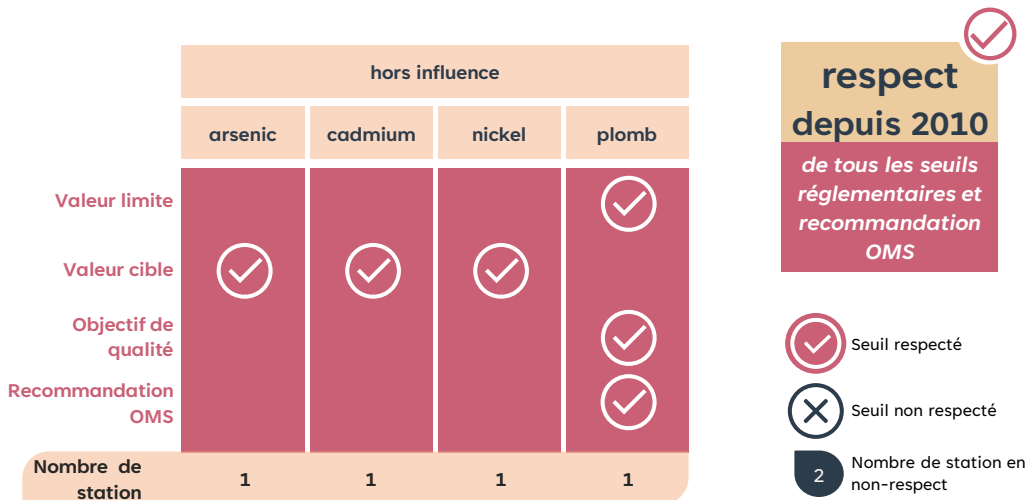 hors influence
arsenic cadmium nickel plomb
Valeur limite
Valeur cible
Objectif de
qualité
Recommandation
OMS
Nombre de
station
1 1 1 1
respect
depuis 2010
de tous les seuils
réglementaires et
recommandation
OMS
Seuil respecté
Seuil non respecté
2
Nombre de station en
non-respect